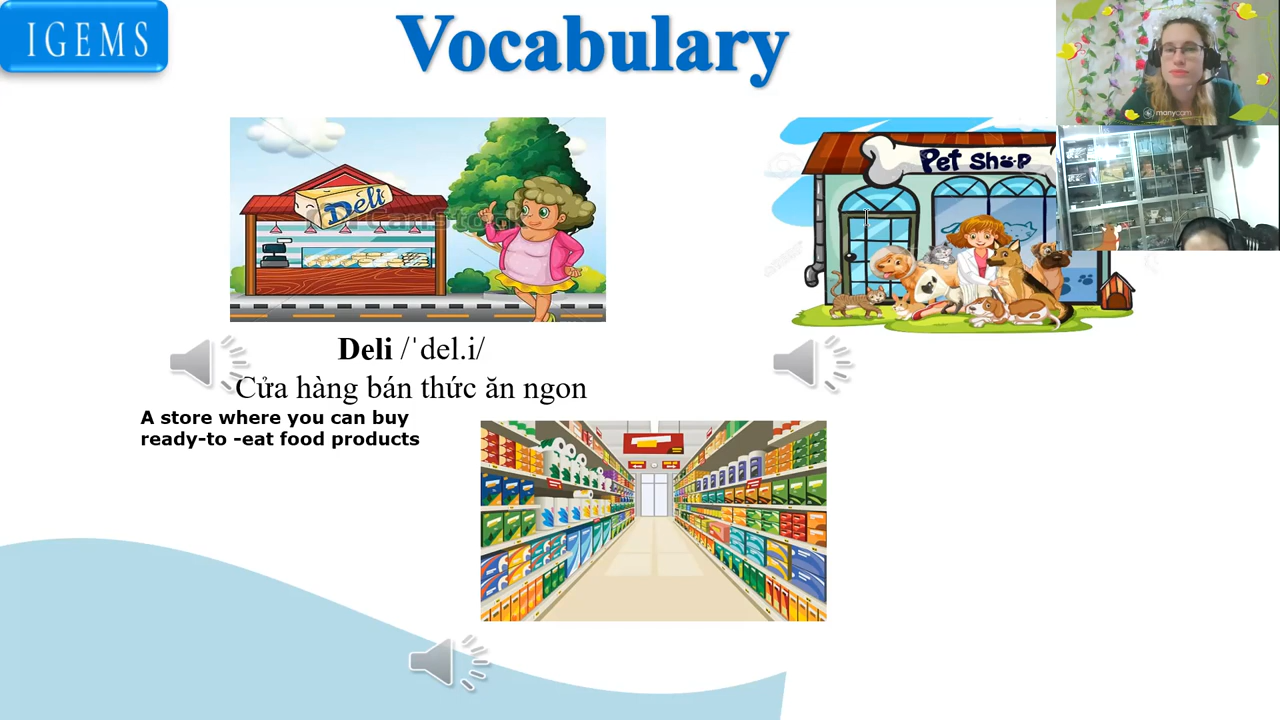 IGEMS
Vocabulary
Deli
Pet Shop
manycam
Deli /ˈdel.i/
Cửa hàng bán thức ăn ngon
A store where you can buy
ready-to -eat food products